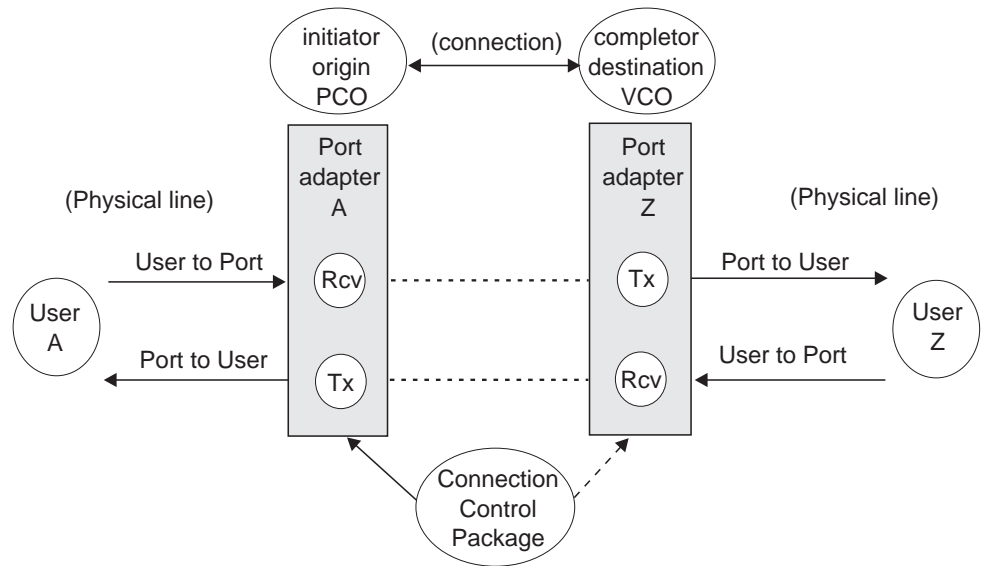 initiator
origin
PCO
(connection)
completor
destination
VCO
Port
adapter
A
Port
adapter
Z
(Physical line)
(Physical line)
User to Port
Rcv
Tx
Port to User
User
A
User
Z
Port to User
Tx
Rcv
User to Port
Connection
Control
Package